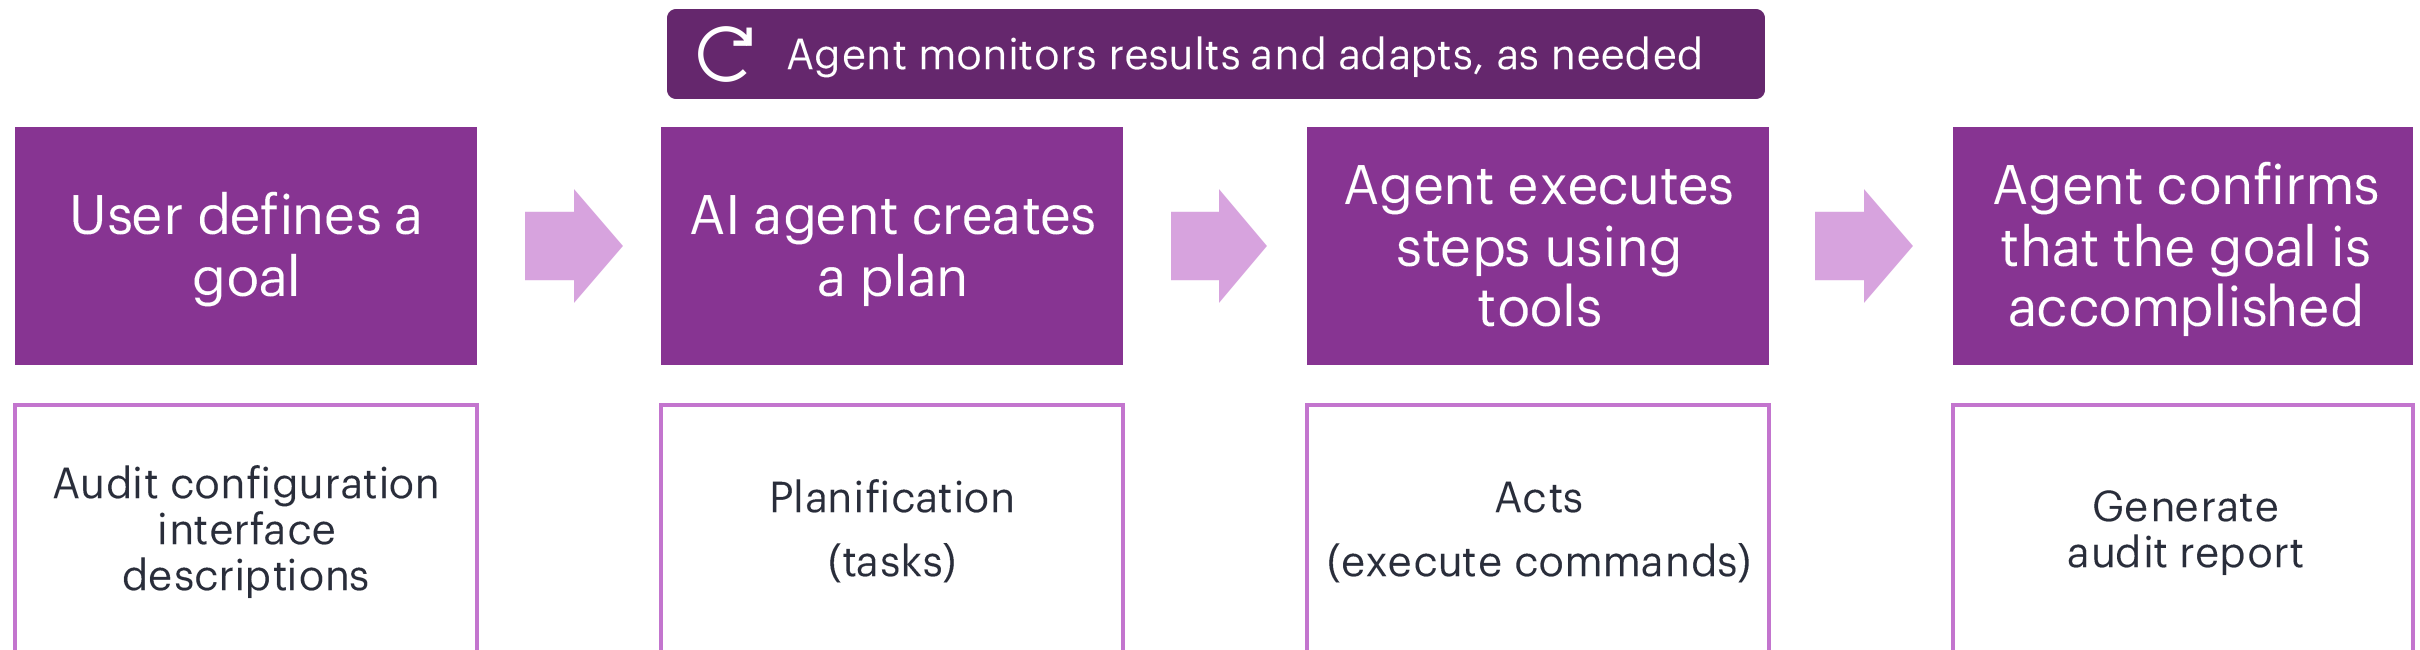 Agent monitors results and adapts, as needed
User defines a
goal
AI agent creates
a plan
Agent executes
steps using
tools
Agent confirms
that the goal is
accomplished
Audit configuration
interface
descriptions
Planification
(tasks)
Acts
(execute commands)
Generate
audit report